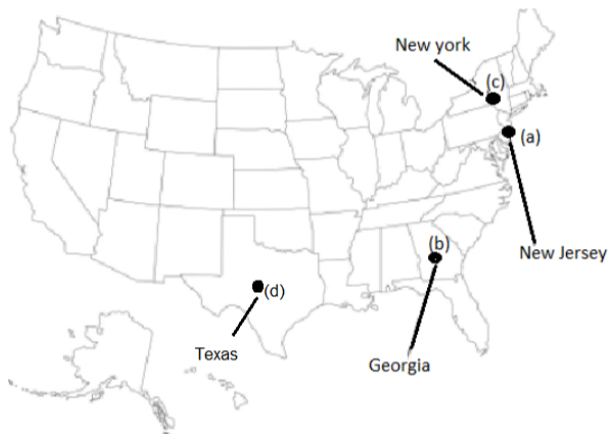 New york
(c)
(a)
New Jersey
(b)
(d)
Texas
Georgia